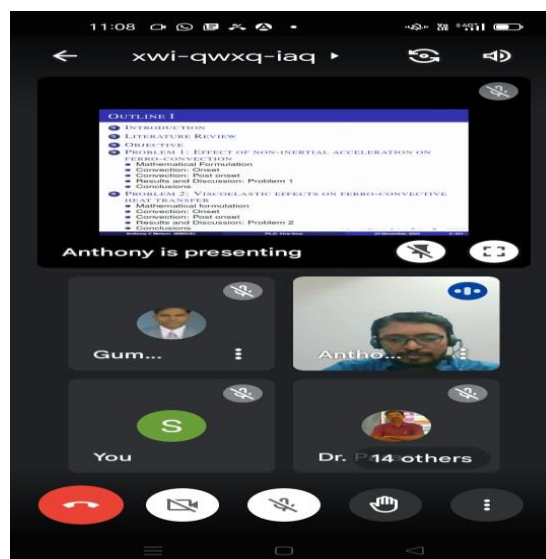 11:08
xwi-qwxq-iaq
OUTLINE I
INTRODUCTION
LITERATURE REVIEW
OBJECTIVE
PROBLEM 1: EFFECT OF NON-INERTIAL ACCELERATION ON
FERRO-CONVECTION
Mathematical Formulation
Convection: Onset
Convection: Post onset
Results and Discussion: Problem 1
Conclusions
PROBLEM 2: VISCOELASTIC EFFECTS ON FERRO-CONVECTIVE
HEAT TRANSFER
Mathematical formulation
Convection: Onset
Convection: Post onset
Results and Discussion: Problem 2
Conclusions
Anthony is presenting
Gum...
Antho...
S
You
Dr.
14 others